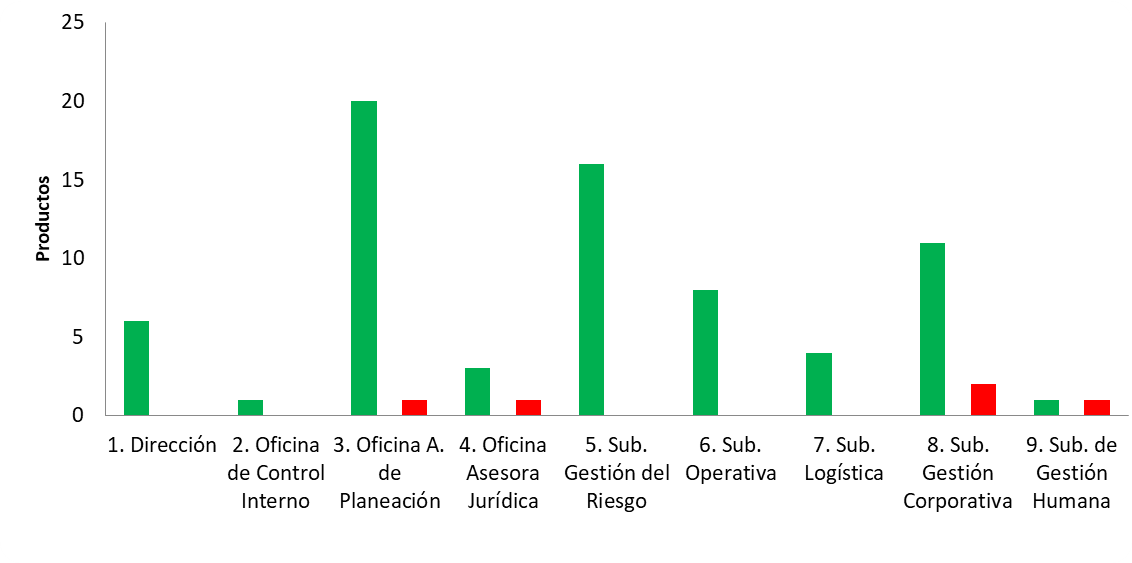 25
20
15
10
5
0
Productos
1. Dirección
2. Oficina
de Control
Interno
3. Oficina A.
de
Planeación
4. Oficina
Asesora
Jurídica
5. Sub.
Gestión del
Riesgo
6. Sub.
Operativa
7. Sub.
Logística
8. Sub.
Gestión
Corporativa
9. Sub. de
Gestión
Humana